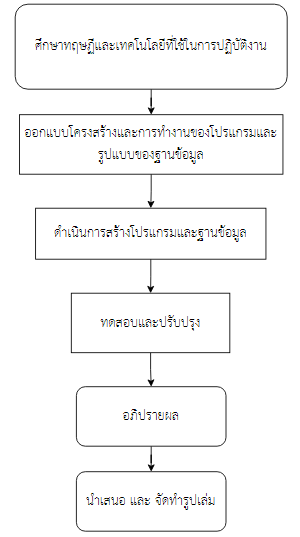 ศึกษาทฤษฎีและเทคโนโลยีที่ใช้ในการปฏิบัติงาน
ออกแบบโครงสร้างและการทำงานของโปรแกรมและ
รูปแบบของฐานข้อมูล
ดำเนินการสร้างโปรแกรมและฐานข้อมูล
ทดสอบและปรับปรุง
อภิปรายผล
นำเสนอ และ จัดทำรูปเล่ม